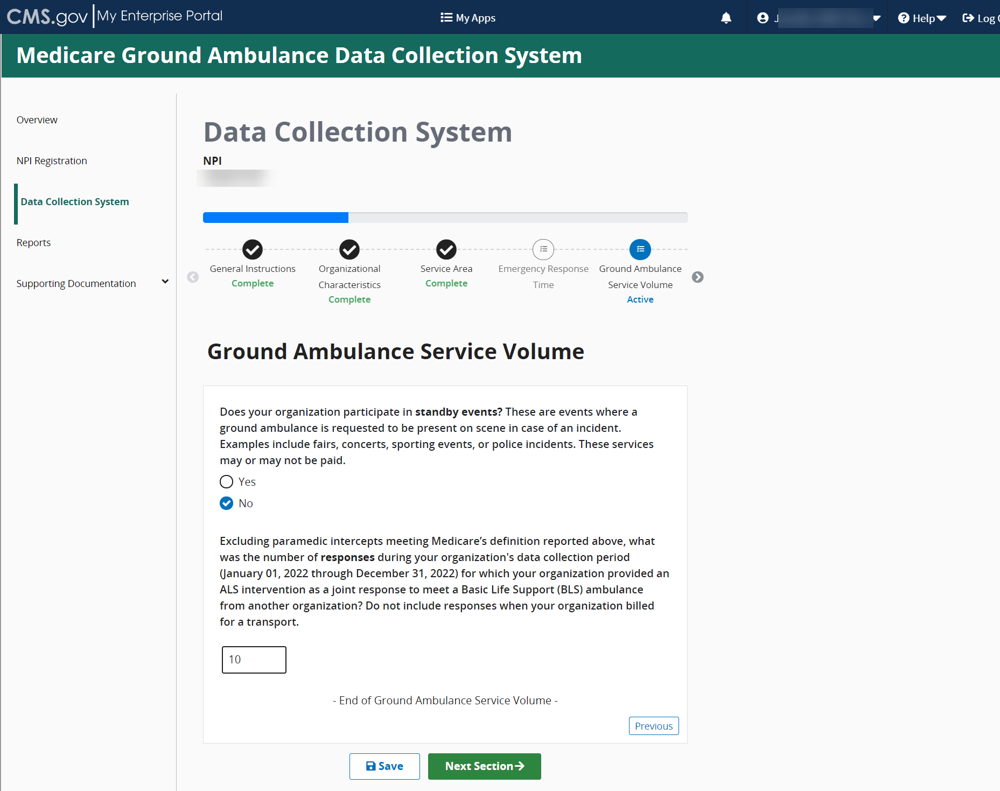 CMS.gov My Enterprise Portal
My Apps
J
Help
Log
Medicare Ground Ambulance Data Collection System
Overview
NPI Registration
Data Collection System
Reports
Supporting Documentation
Data Collection System
NPI
General Instructions
Complete
Organizational
Characteristics
Complete
Service Area
Complete
Emergency Response
Time
Ground Ambulance
Service Volume
Active
Ground Ambulance Service Volume
Does your organization participate in standby events? These are events where a
ground ambulance is requested to be present on scene in case of an incident.
Examples include fairs, concerts, sporting events, or police incidents. These services
may or may not be paid.
Yes
No
Excluding paramedic intercepts meeting Medicare’s definition reported above, what
was the number of responses during your organization's data collection period
(January 01, 2022 through December 31, 2022) for which your organization provided an
ALS intervention as a joint response to meet a Basic Life Support (BLS) ambulance
from another organization? Do not include responses when your organization billed
for a transport.
10
- End of Ground Ambulance Service Volume -
Previous
Save
Next Section